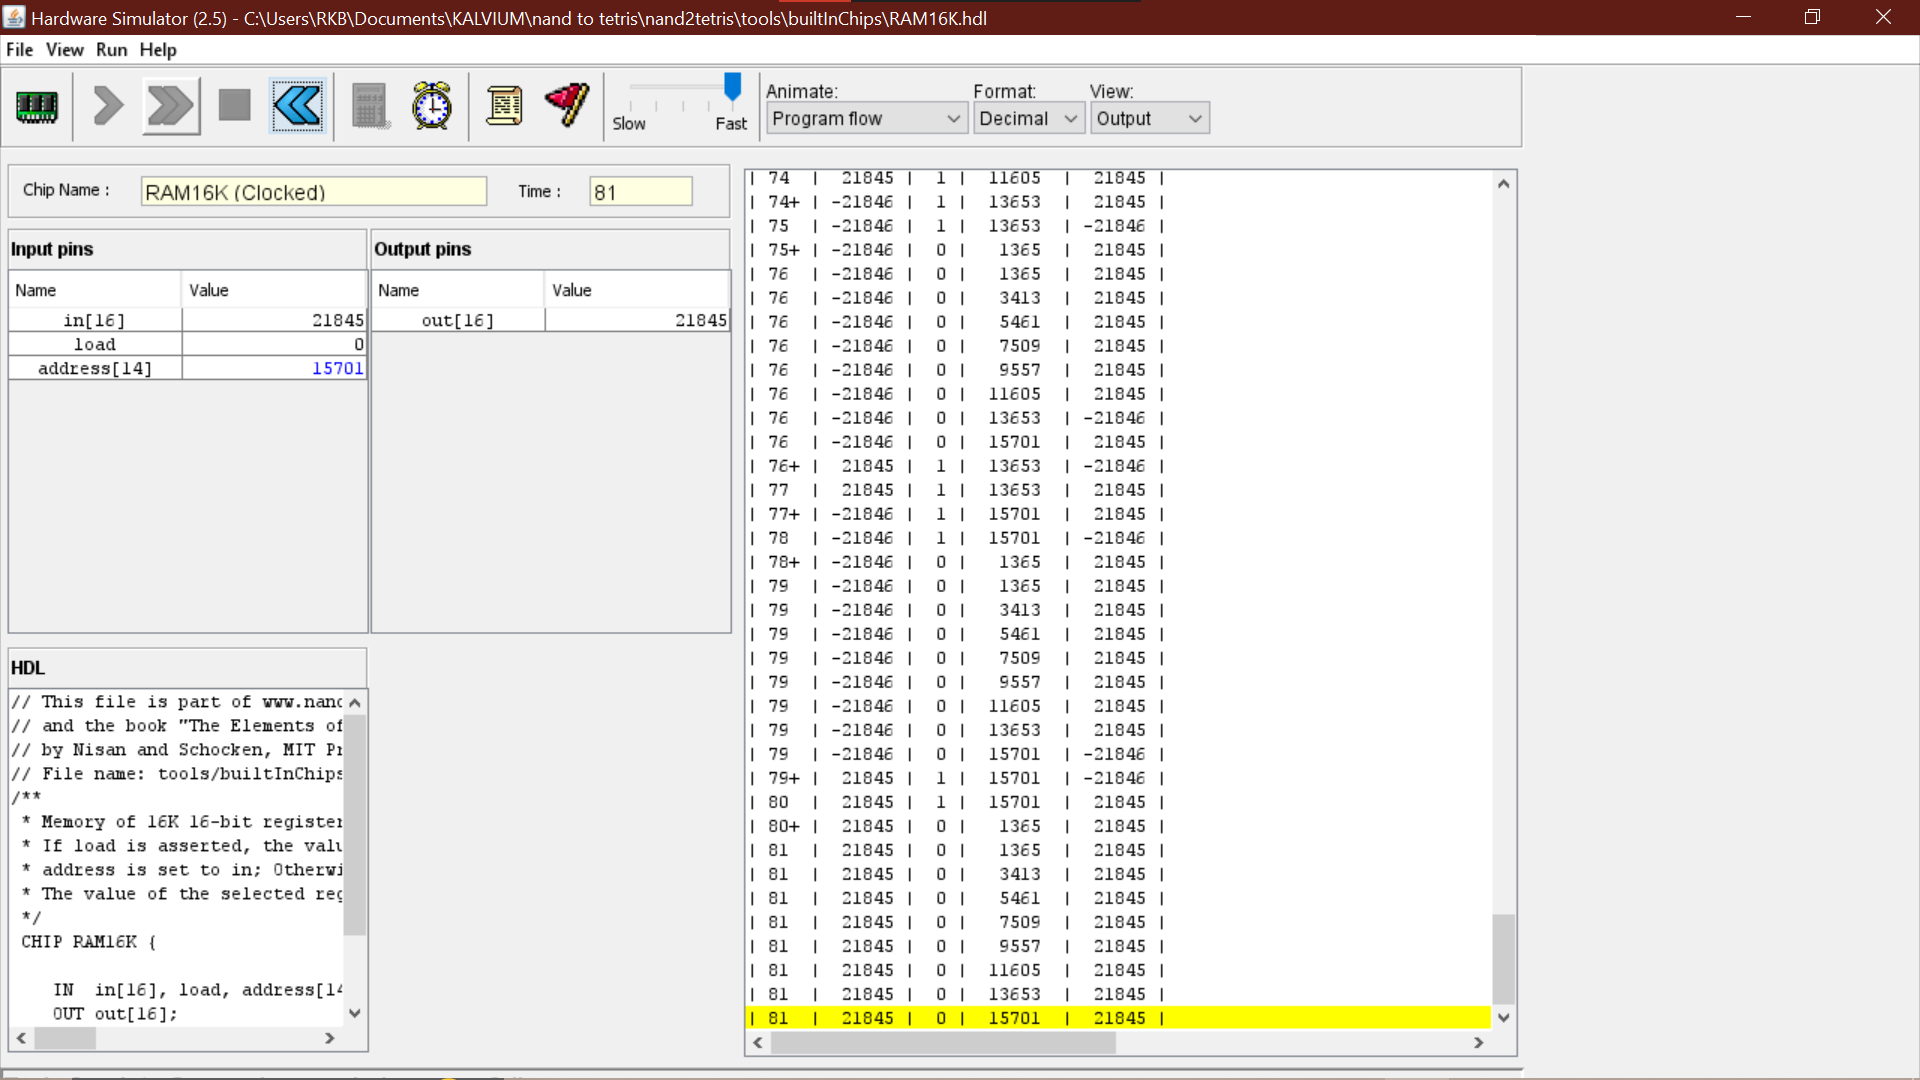 Hardware Simulator (2.5) - C:\Users\RKB\Documents\KALVIUM\nand to tetris\nand2tetris\tools\builtInChips\RAM16K.hdl
File View Run Help
Slow Fast
Animate: Format: View:
Program flow Decimal Output
Chip Name : RAM16K (Clocked) Time : 81
Input pins
Name Value
in[16] 21845
load 0
address[14] 15701
Output pins
Name Value
out[16] 21845
HDL
// This file is part of www.nand
// and the book "The Elements of
// by Nisan and Schocken, MIT Pr
// File name: tools/builtInChips
/**
* Memory of 16K 16-bit register
* If load is asserted, the valu
* address is set to in; Otherwi
* The value of the selected reg
*/
CHIP RAM16K {
IN in[16], load, address[14
OUT out[16];
| 74 | 21845 | 1 | 11605 | 21845 |
| 74+ | -21846 | 1 | 13653 | 21845 |
| 75 | -21846 | 1 | 13653 | -21846 |
| 75+ | -21846 | 0 | 1365 | 21845 |
| 76 | -21846 | 0 | 1365 | 21845 |
| 76 | -21846 | 0 | 3413 | 21845 |
| 76 | -21846 | 0 | 5461 | 21845 |
| 76 | -21846 | 0 | 7509 | 21845 |
| 76 | -21846 | 0 | 9557 | 21845 |
| 76 | -21846 | 0 | 11605 | 21845 |
| 76 | -21846 | 0 | 13653 | -21846 |
| 76 | -21846 | 0 | 15701 | 21845 |
| 76+ | 21845 | 1 | 13653 | -21846 |
| 77 | 21845 | 1 | 13653 | 21845 |
| 77+ | -21846 | 1 | 15701 | 21845 |
| 78 | -21846 | 1 | 15701 | -21846 |
| 78+ | -21846 | 0 | 1365 | 21845 |
| 79 | -21846 | 0 | 1365 | 21845 |
| 79 | -21846 | 0 | 3413 | 21845 |
| 79 | -21846 | 0 | 5461 | 21845 |
| 79 | -21846 | 0 | 7509 | 21845 |
| 79 | -21846 | 0 | 9557 | 21845 |
| 79 | -21846 | 0 | 11605 | 21845 |
| 79 | -21846 | 0 | 13653 | 21845 |
| 79 | -21846 | 0 | 15701 | -21846 |
| 79+ | 21845 | 1 | 15701 | -21846 |
| 80 | 21845 | 1 | 15701 | 21845 |
| 80+ | 21845 | 0 | 1365 | 21845 |
| 81 | 21845 | 0 | 1365 | 21845 |
| 81 | 21845 | 0 | 3413 | 21845 |
| 81 | 21845 | 0 | 5461 | 21845 |
| 81 | 21845 | 0 | 7509 | 21845 |
| 81 | 21845 | 0 | 9557 | 21845 |
| 81 | 21845 | 0 | 11605 | 21845 |
| 81 | 21845 | 0 | 13653 | 21845 |
| 81 | 21845 | 0 | 15701 | 21845 |